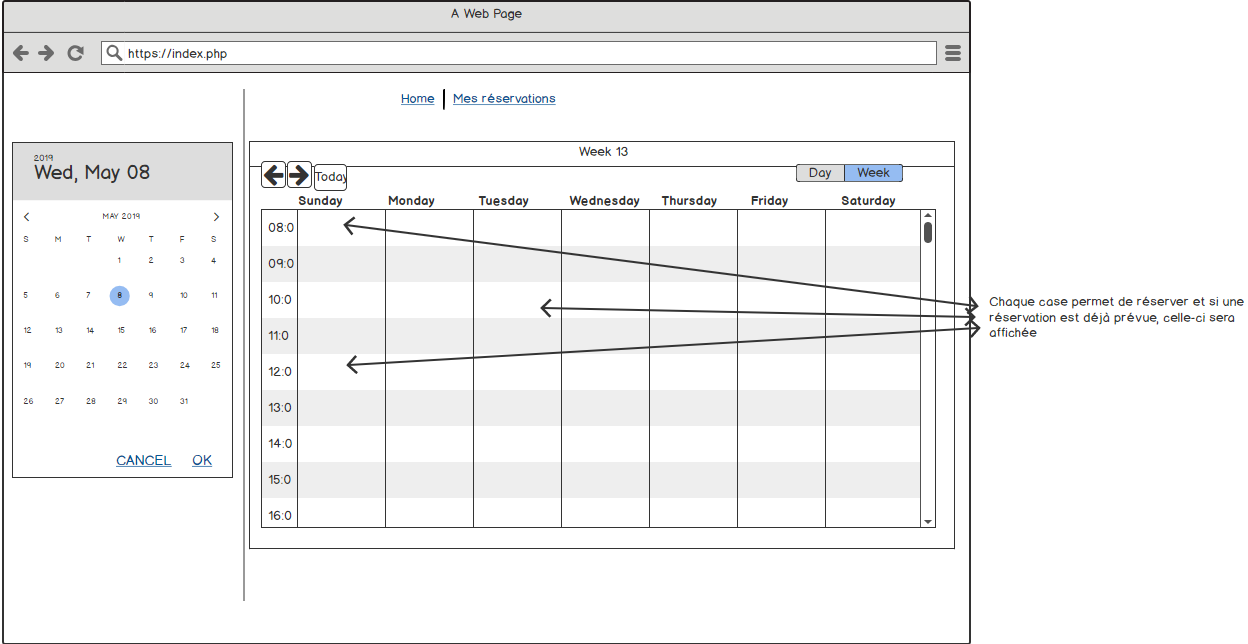 A Web Page
https://index.php
Home
Mes réservations
2019
Wed, May 08
MAY 2019
S M T W T F S
1 2 3 4
5 6 7 8 9 10 11
12 13 14 15 16 17 18
19 20 21 22 23 24 25
26 27 28 29 30 31
CANCEL OK
Week 13
Today
Day Week
Sunday Monday Tuesday Wednesday Thursday Friday Saturday
08:0
09:0
10:0
11:0
12:0
13:0
14:0
15:0
16:0
Chaque case permet de réserver et si une
réservation est déjà prévue, celle-ci sera
affichée